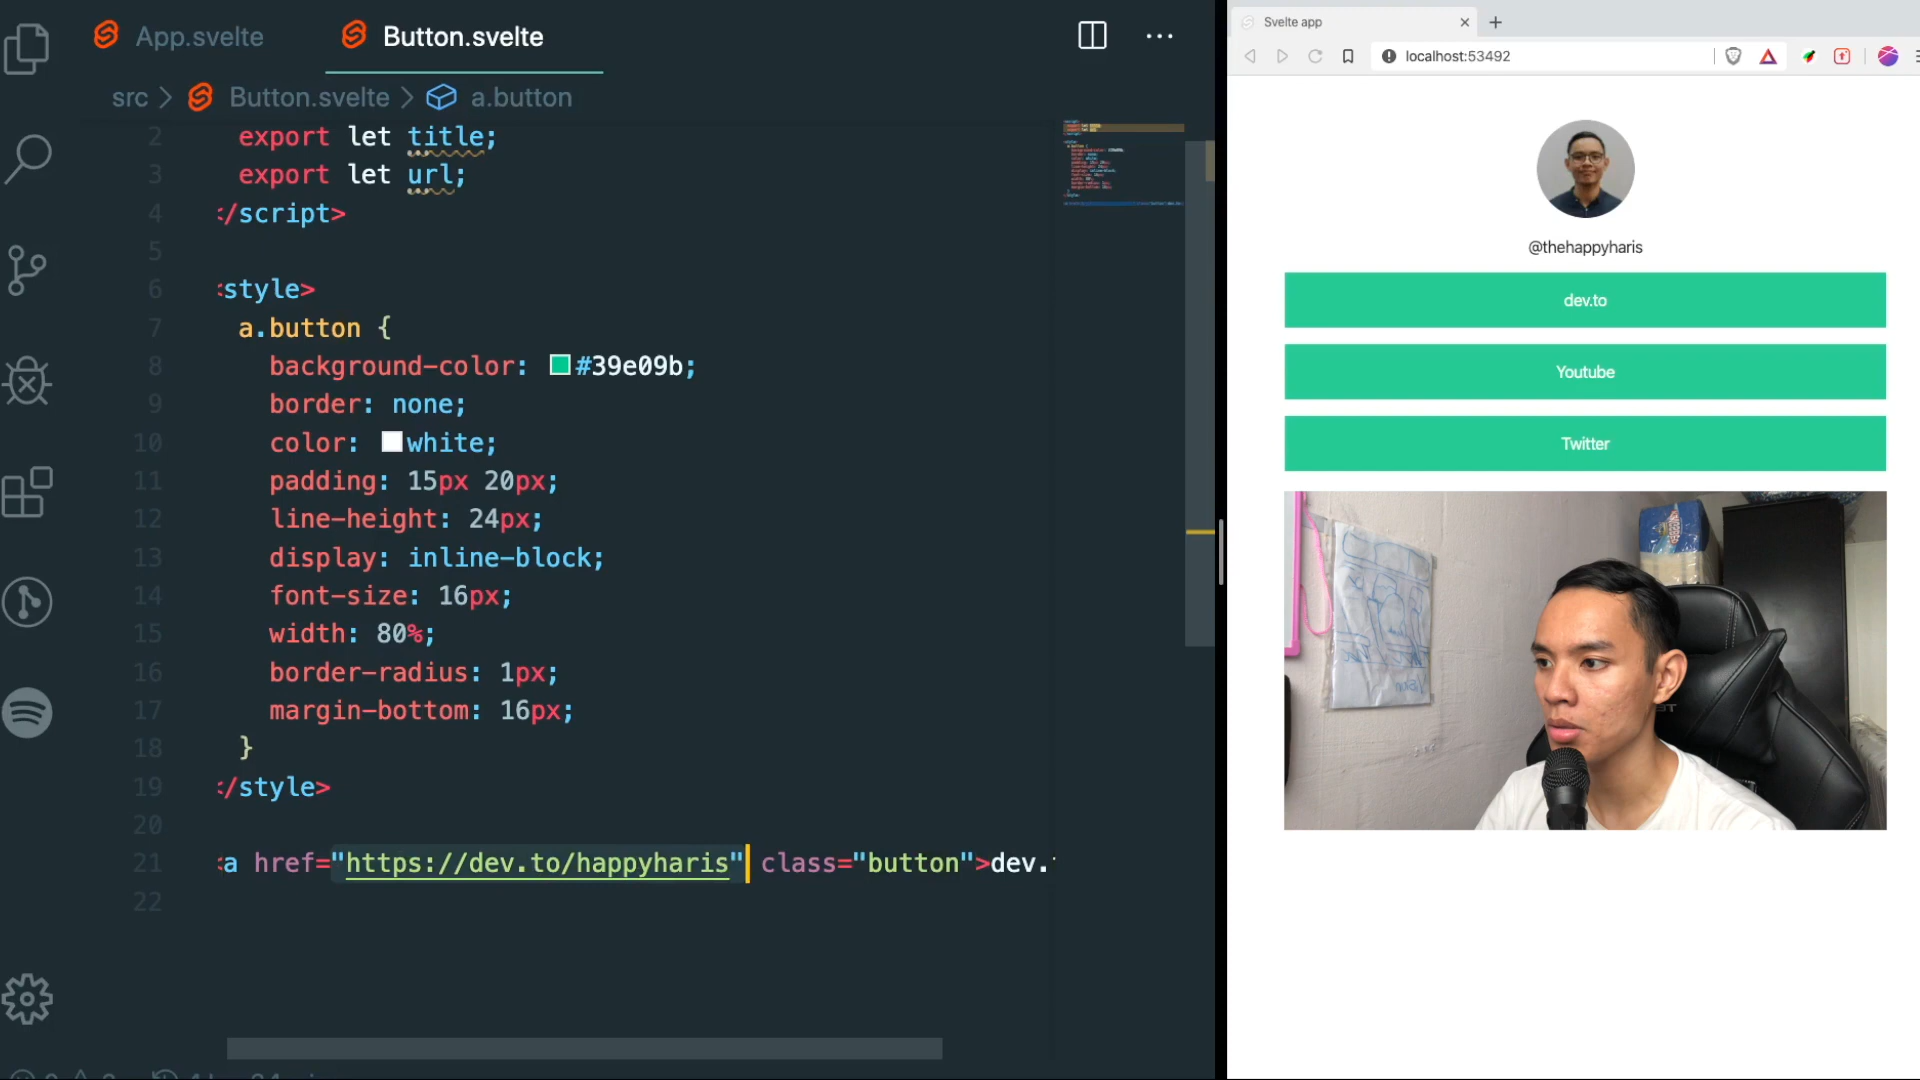 App.svelte
Button.svelte
src > Button.svelte > a.button
2 export let title;
3 export let url;
4 </script>
5
6 <style>
7 a.button {
8 background-color: #39e09b;
9 border: none;
10 color: white;
11 padding: 15px 20px;
12 line-height: 24px;
13 display: inline-block;
14 font-size: 16px;
15 width: 80%;
16 border-radius: 1px;
17 margin-bottom: 16px;
18 }
19 </style>
20
21 <a href="https://dev.to/happyharis" class="button">dev.
22
Svelte app
localhost:53492
@thehappyharis
dev.to
Youtube
Twitter